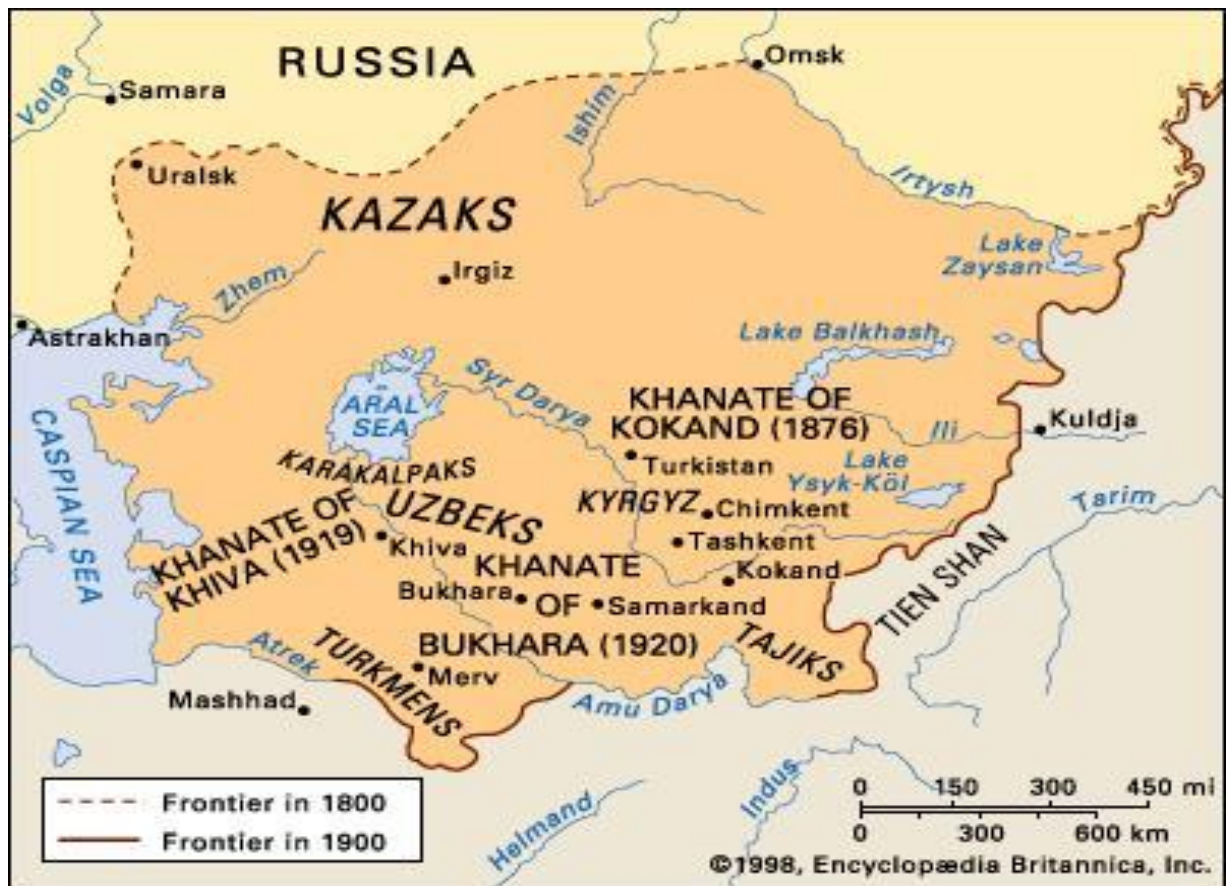 RUSSIA
Omsk
Volga
Samara
Ishim
Uralsk
Irtysh
KAZAKS
Lake
Zaysan
Zhem
Irgiz
Astrakhan
Lake Balkhash
Syr Darya
ARAL
SEA
KHANATE OF
KOKAND (1876)
CASPIAN SEA
Ili
Kuldja
Turkistan
Lake
Ysyk-Köl
KARAKALPAKS
KYRGYZ
Chimkent
Tarim
KHANATE OF
KHIVA (1919)
UZBEKS
Khiva
Tashkent
TIEN SHAN
KHANATE
OF
BUKHARA (1920)
Kokand
Bukhara
Samarkand
TAJIKS
Atrek
TURKMENS
Merv
Mashhad
Amu Darya
Helmand
Indus
Frontier in 1800
Frontier in 1900
0 150 300 450 mi
0 300 600 km
©1998, Encyclopædia Britannica, Inc.